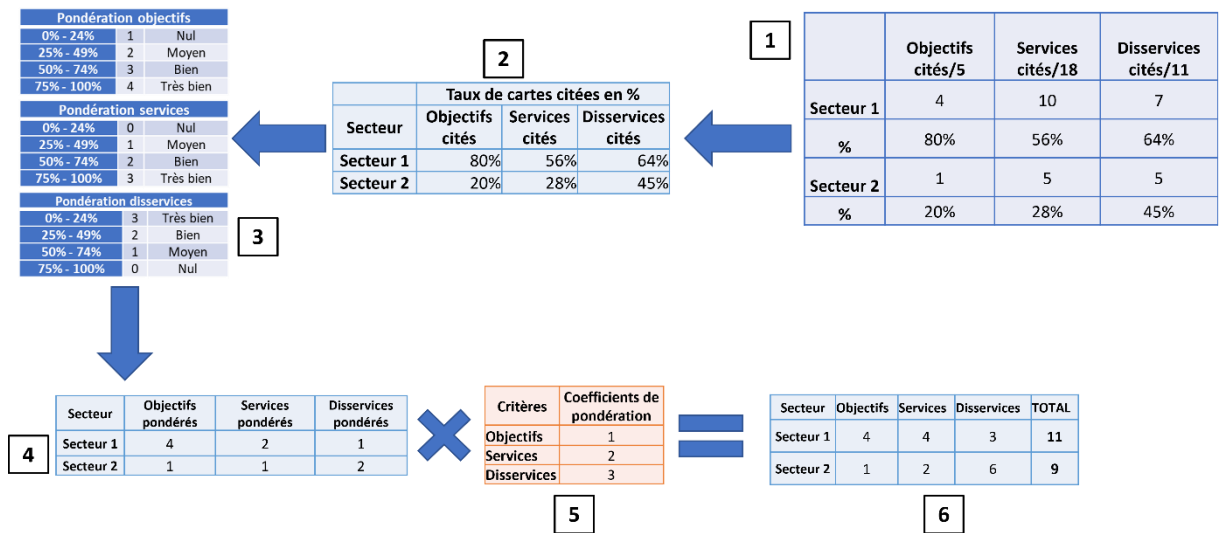 Pondération objectifs
0% - 24% 1 Nul
25% - 49% 2 Moyen
50% - 74% 3 Bien
75% - 100% 4 Très bien
Pondération services
0% - 24% 0 Nul
25% - 49% 1 Moyen
50% - 74% 2 Bien
75% - 100% 3 Très bien
Pondération disservices
0% - 24% 3 Très bien
25% - 49% 2 Bien
50% - 74% 1 Moyen
75% - 100% 0 Nul
3
2
Taux de cartes citées en %
Secteur Objectifs cités Services cités Disservices cités
Secteur 1 80% 56% 64%
Secteur 2 20% 28% 45%
1
Objectifs cités/5 Services cités/18 Disservices cités/11
Secteur 1 4 10 7
% 80% 56% 64%
Secteur 2 1 5 5
% 20% 28% 45%
4
Secteur Objectifs pondérés Services pondérés Disservices pondérés
Secteur 1 4 2 1
Secteur 2 1 1 2
Critères Coefficients de pondération
Objectifs 1
Services 2
Disservices 3
5
Secteur Objectifs Services Disservices TOTAL
Secteur 1 4 4 3 11
Secteur 2 1 2 6 9
6